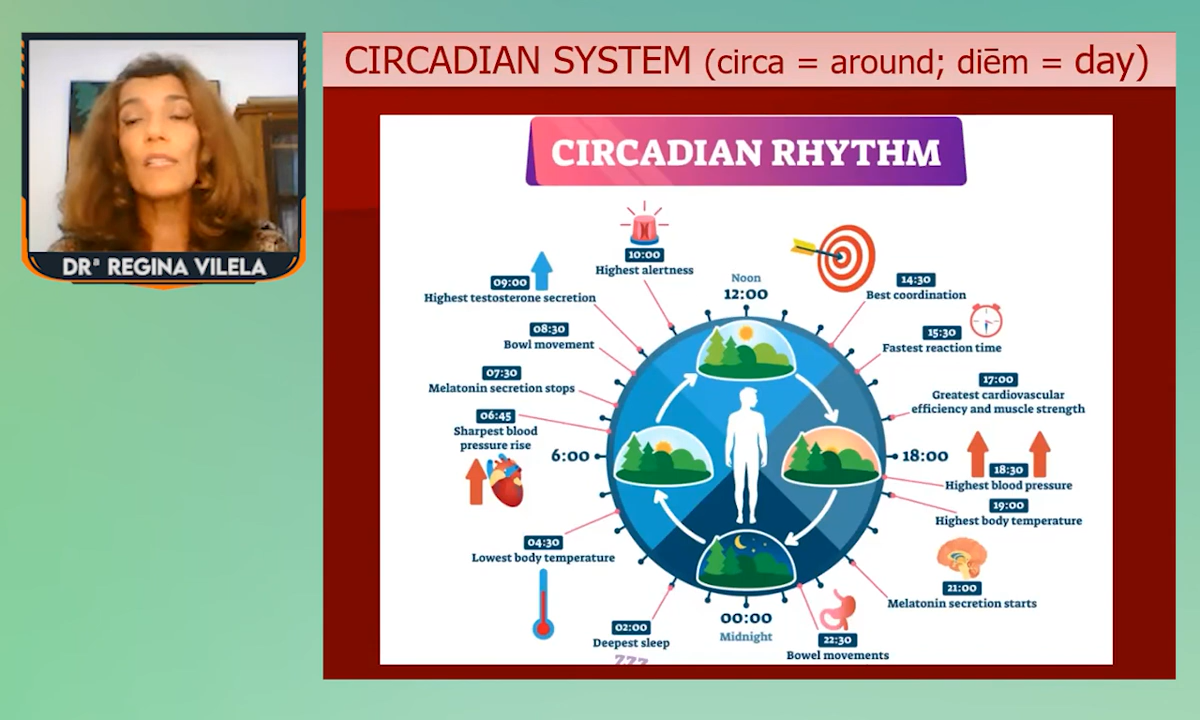 CIRCADIAN SYSTEM (circa = around; diēm = day)
DRª REGINA VILELA
CIRCADIAN RHYTHM
10:00
Highest alertness
Noon
12:00
14:30
Best coordination
09:00
Highest testosterone secretion
15:30
Fastest reaction time
08:30
Bowl movement
07:30
Melatonin secretion stops
17:00
Greatest cardiovascular
efficiency and muscle strength
06:45
Sharpest blood
pressure rise
6:00
18:00
18:30
Highest blood pressure
19:00
Highest body temperature
04:30
Lowest body temperature
21:00
Melatonin secretion starts
02:00
Deepest sleep
zzz
00:00
Midnight
22:30
Bowel movements